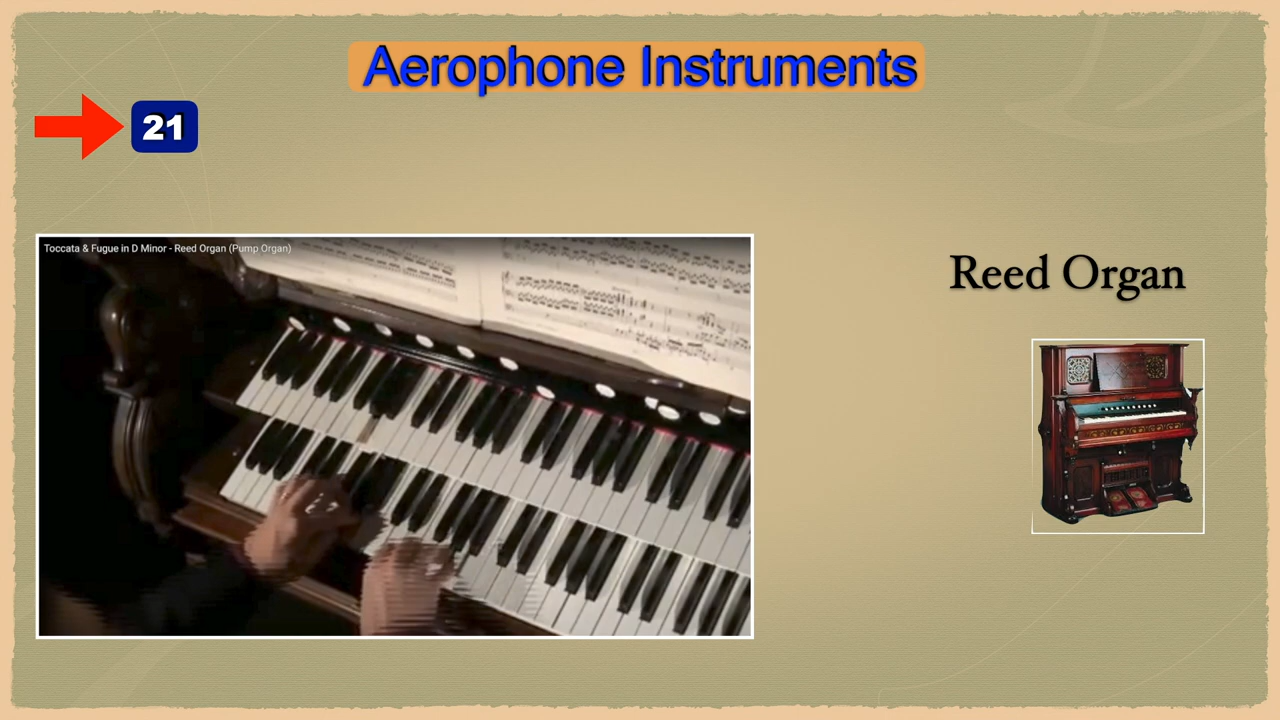 Aerophone Instruments
21
Toccata & Fugue in D Minor - Reed Organ (Pump Organ)
Reed Organ